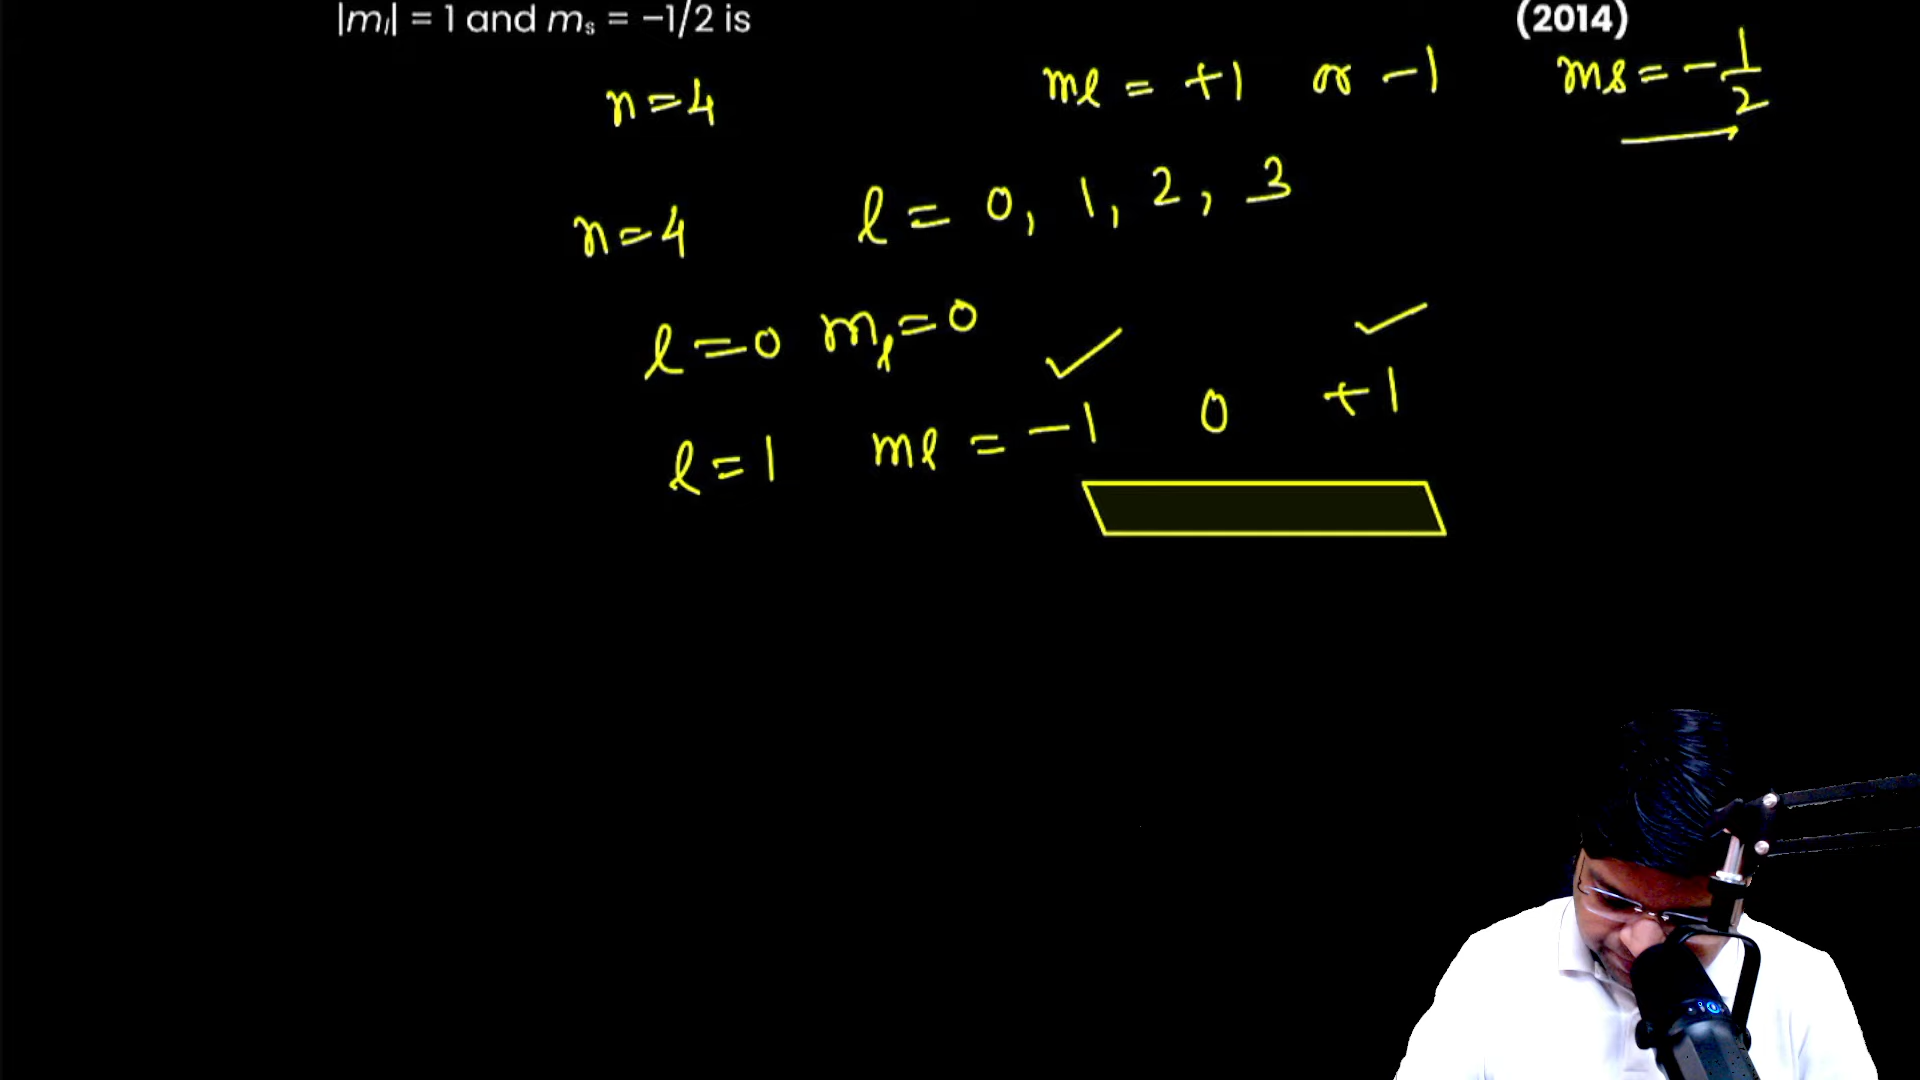 |mₗ| = 1 and mₛ = –1/2 is (2014)
n=4 ml = +1 or -1 ms = -1/2
n=4 l = 0, 1, 2, 3
l=0 mₗ=0
l=1 ml = -1 0 +1